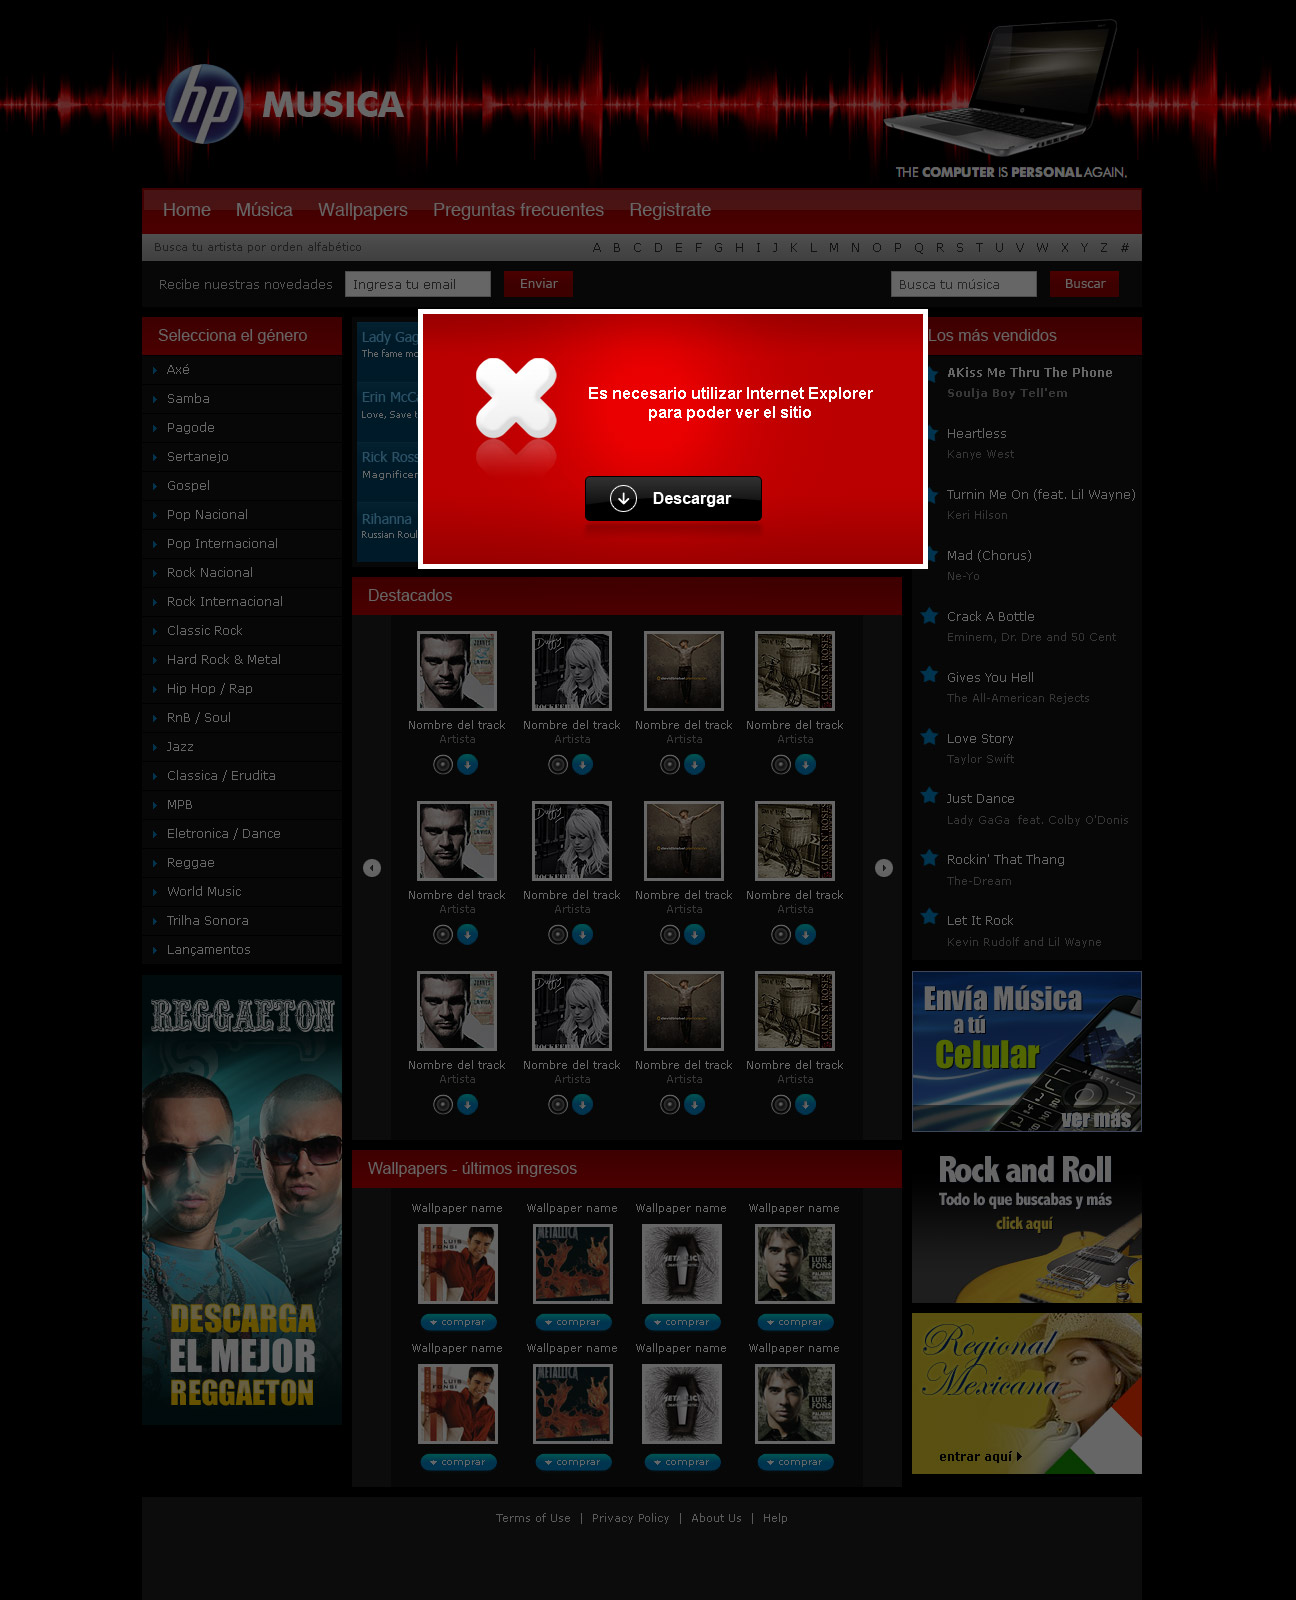 hp MUSICA
THE COMPUTER IS PERSONAL AGAIN.
Home Música Wallpapers Preguntas frecuentes Registrate
Busca tu artista por orden alfabético
A B C D E F G H I J K L M N O P Q R S T U V W X Y Z #
Recibe nuestras novedades
Ingresa tu email
Enviar
Busca tu música
Buscar
Selecciona el género
Axé
Samba
Pagode
Sertanejo
Gospel
Pop Nacional
Pop Internacional
Rock Nacional
Rock Internacional
Classic Rock
Hard Rock & Metal
Hip Hop / Rap
RnB / Soul
Jazz
Classica / Erudita
MPB
Eletronica / Dance
Reggae
World Music
Trilha Sonora
Lançamentos
REGGAETON
DESCARGA
EL MEJOR
REGGAETON
Lady Gag
The fame mo
Erin McCa
Love, Save t
Rick Ross
Magnificen
Rihanna
Russian Roul
Es necesario utilizar Internet Explorer
para poder ver el sitio
Descargar
Destacados
Nombre del track Nombre del track Nombre del track Nombre del track
Artista Artista Artista Artista
Nombre del track Nombre del track Nombre del track Nombre del track
Artista Artista Artista Artista
Nombre del track Nombre del track Nombre del track Nombre del track
Artista Artista Artista Artista
Wallpapers - últimos ingresos
Wallpaper name Wallpaper name Wallpaper name Wallpaper name
comprar comprar comprar comprar
Wallpaper name Wallpaper name Wallpaper name Wallpaper name
comprar comprar comprar comprar
Los más vendidos
AKiss Me Thru The Phone
Soulja Boy Tell'em
Heartless
Kanye West
Turnin Me On (feat. Lil Wayne)
Keri Hilson
Mad (Chorus)
Ne-Yo
Crack A Bottle
Eminem, Dr. Dre and 50 Cent
Gives You Hell
The All-American Rejects
Love Story
Taylor Swift
Just Dance
Lady GaGa feat. Colby O'Donis
Rockin' That Thang
The-Dream
Let It Rock
Kevin Rudolf and Lil Wayne
Envía Música
a tú
Celular
ver más
Rock and Roll
Todo lo que buscabas y más
click aquí
Regional
Mexicana
entrar aquí
Terms of Use | Privacy Policy | About Us | Help